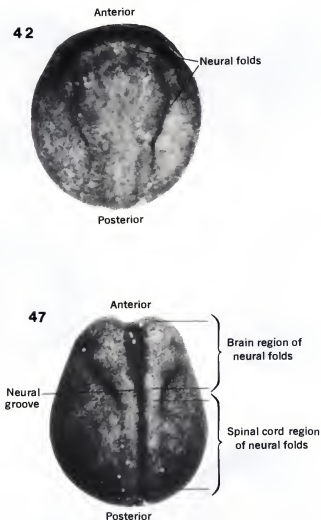 Anterior
42
Neural folds
Posterior
Anterior
47
Brain region of
neural folds
Neural
groove
Spinal cord region
of neural folds
Posterior